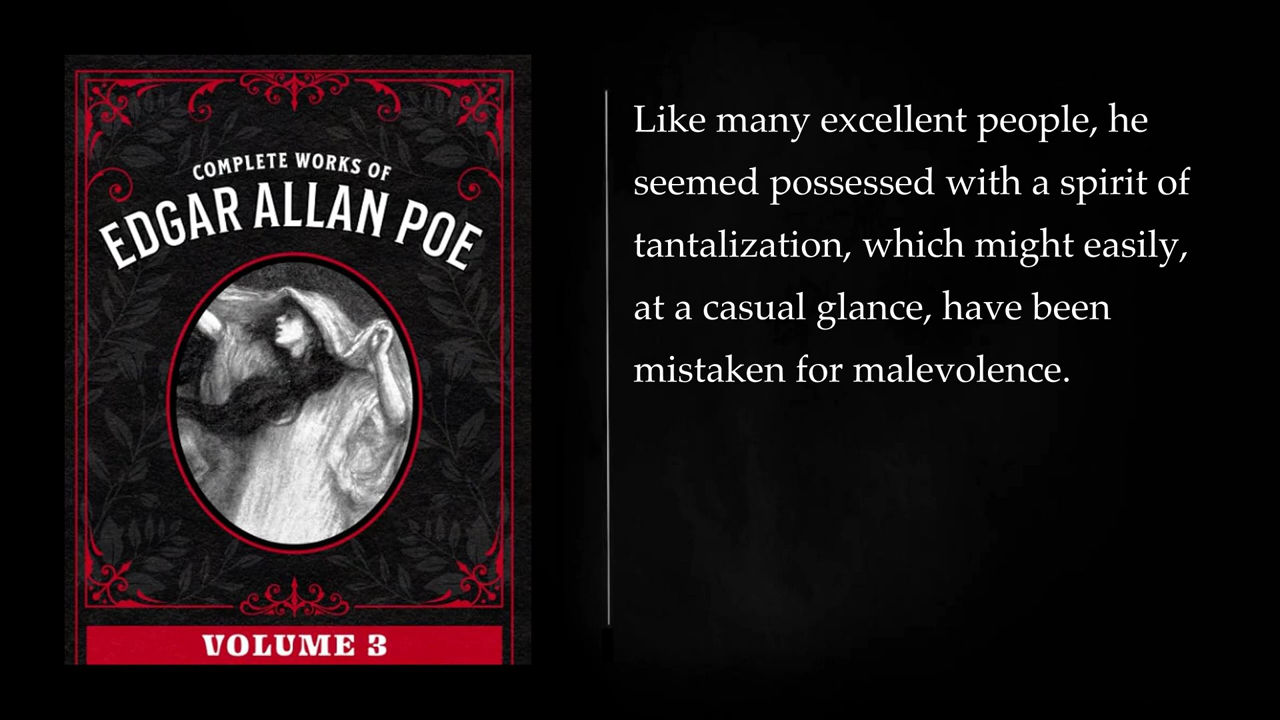 COMPLETE WORKS OF
EDGAR ALLAN POE
VOLUME 3
Like many excellent people, he
seemed possessed with a spirit of
tantalization, which might easily,
at a casual glance, have been
mistaken for malevolence.